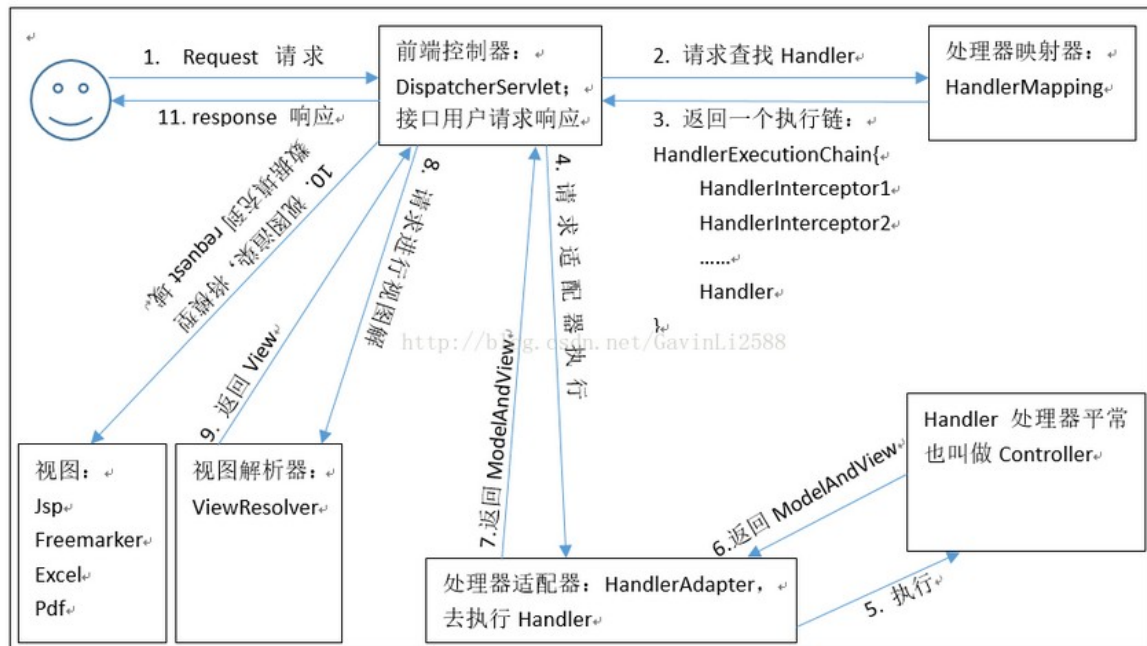 1. Request 请求
前端控制器：
DispatcherServlet；
接口用户请求响应
2. 请求查找 Handler
处理器映射器：
HandlerMapping
11. response 响应
3. 返回一个执行链：
HandlerExecutionChain{
HandlerInterceptor1
HandlerInterceptor2
……
Handler
}
10. 视图渲染，将模型
数据填充到 request 域。
9. 返回 View
8. 请求进行视图解
7.返回 ModelAndView
4. 请求适配器执行
http://blog.csdn.net/GavinLi2588
视图：
Jsp
Freemarker
Excel
Pdf
视图解析器：
ViewResolver
处理器适配器：HandlerAdapter，
去执行 Handler
6.返回 ModelAndView
5. 执行
Handler 处理器平常
也叫做 Controller